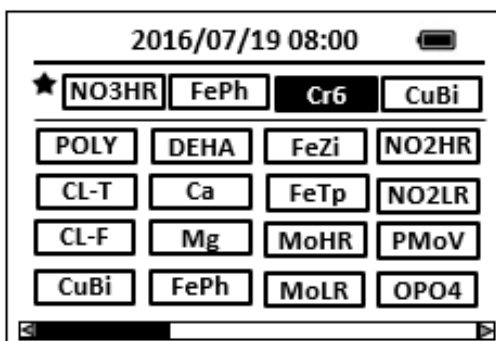 2016/07/19 08:00
NO3HR FePh Cr6 CuBi
POLY DEHA FeZi NO2HR
CL-T Ca FeTp NO2LR
CL-F Mg MoHR PMoV
CuBi FePh MoLR OPO4